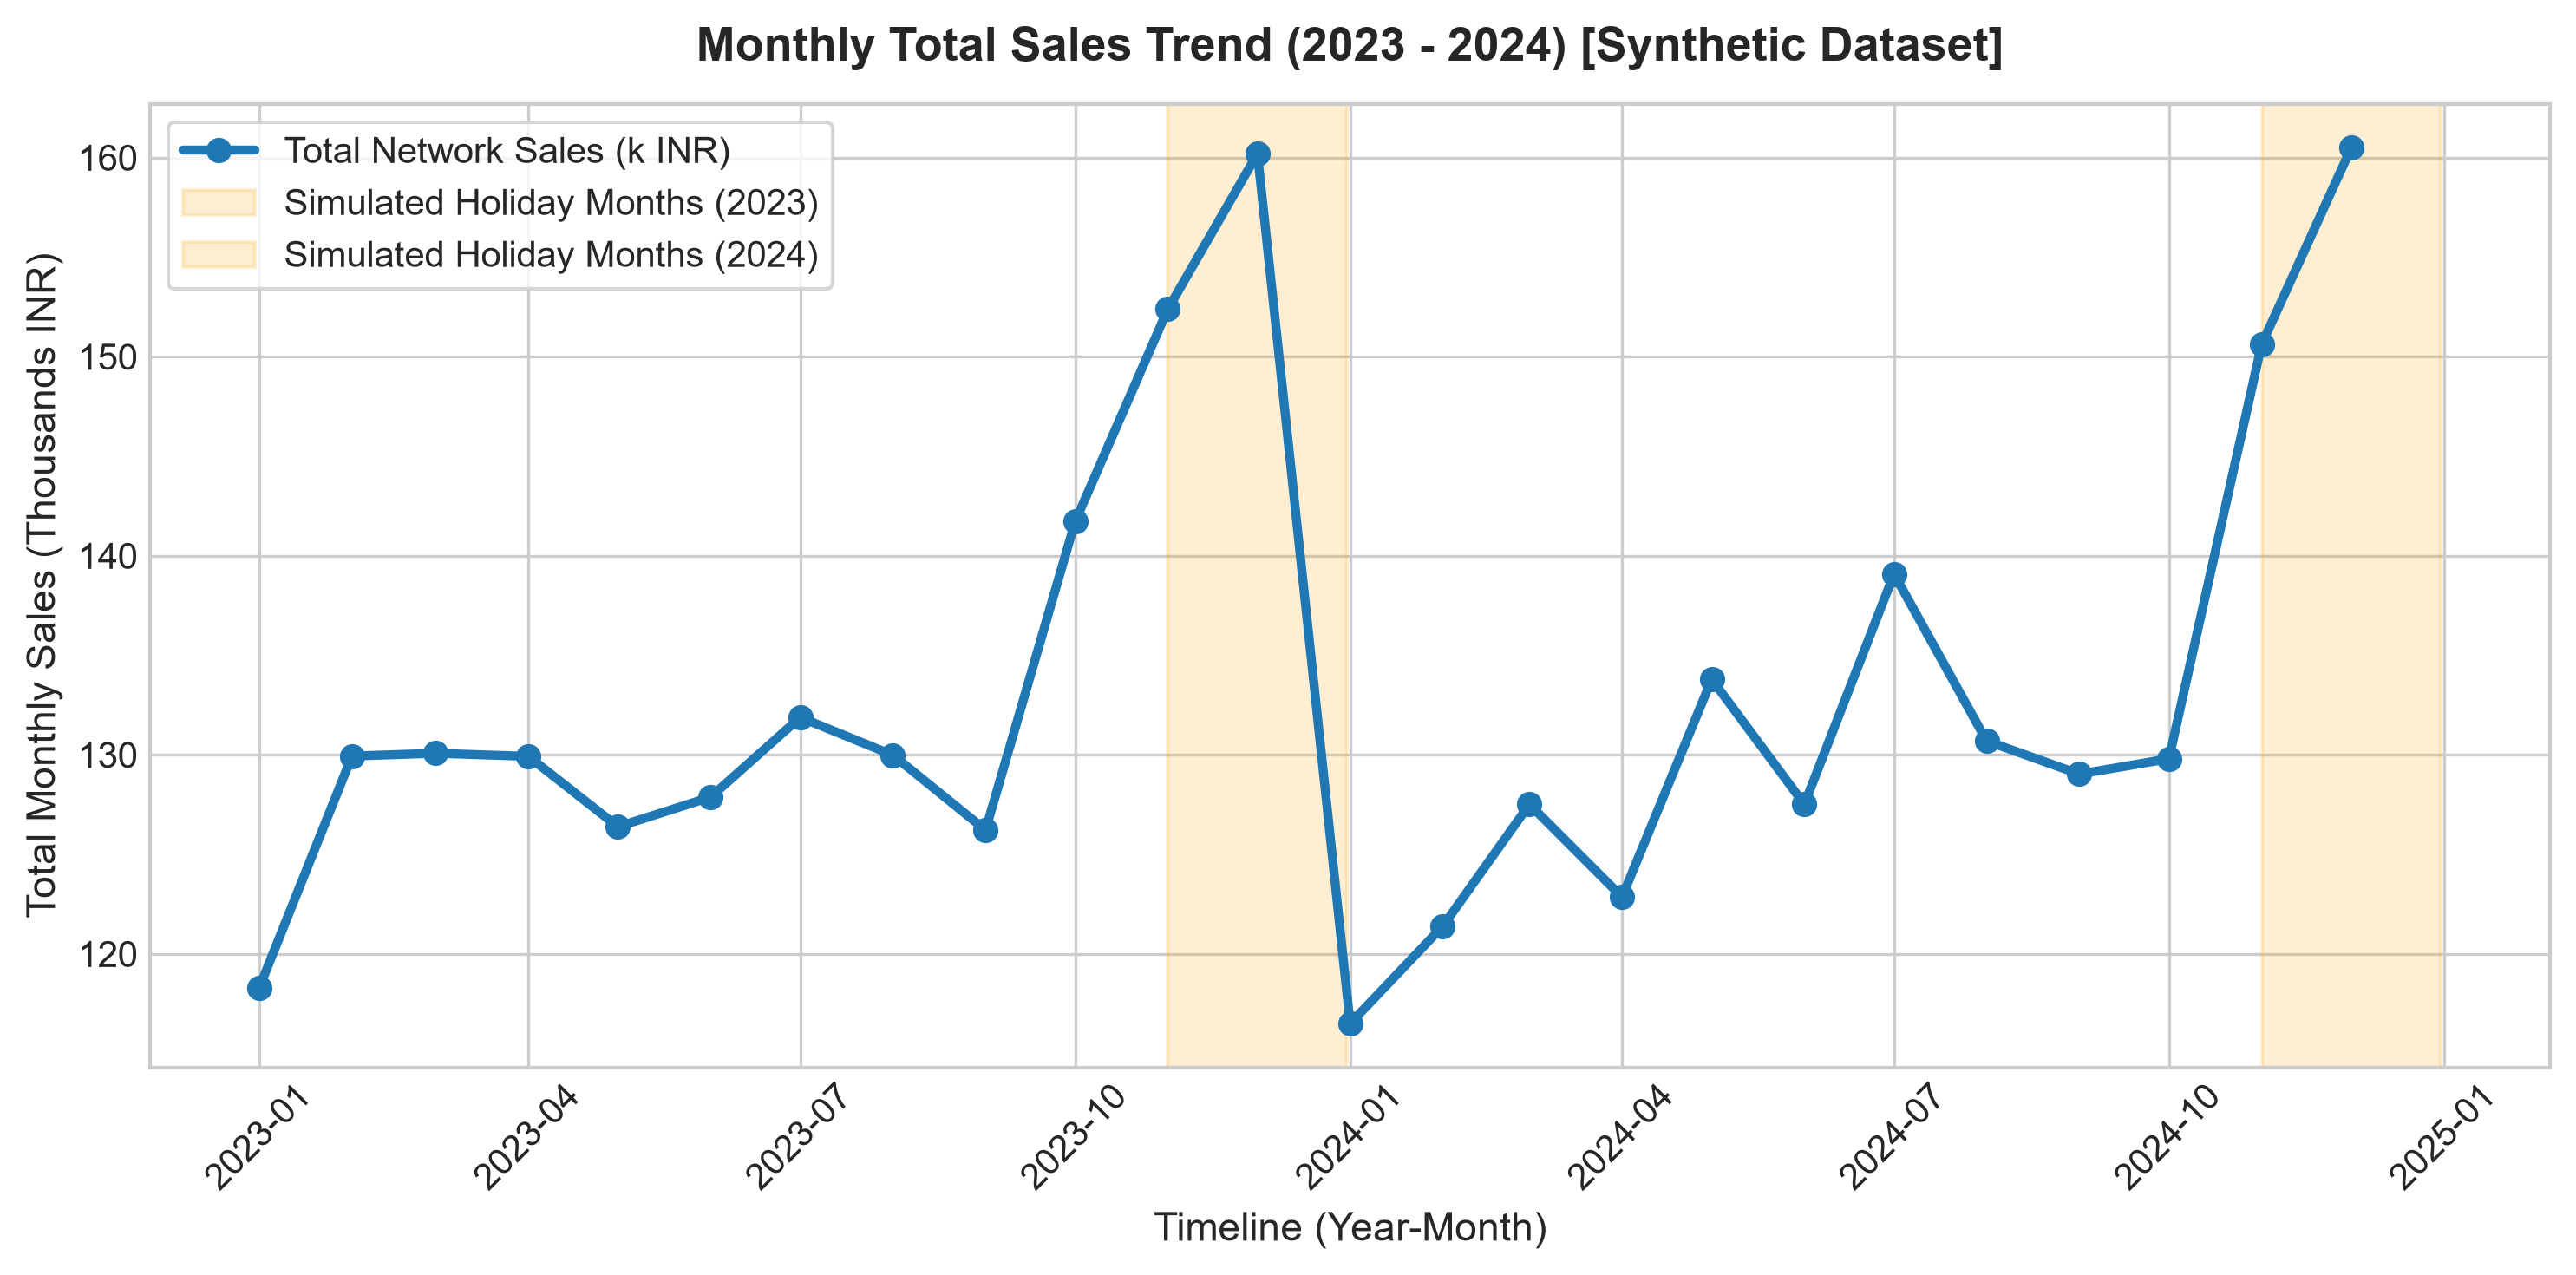 Monthly Total Sales Trend (2023 - 2024) [Synthetic Dataset]
Total Network Sales (k INR)
Simulated Holiday Months (2023)
Simulated Holiday Months (2024)
Total Monthly Sales (Thousands INR)
160
150
140
130
120
2023-01
2023-04
2023-07
2023-10
2024-01
2024-04
2024-07
2024-10
2025-01
Timeline (Year-Month)